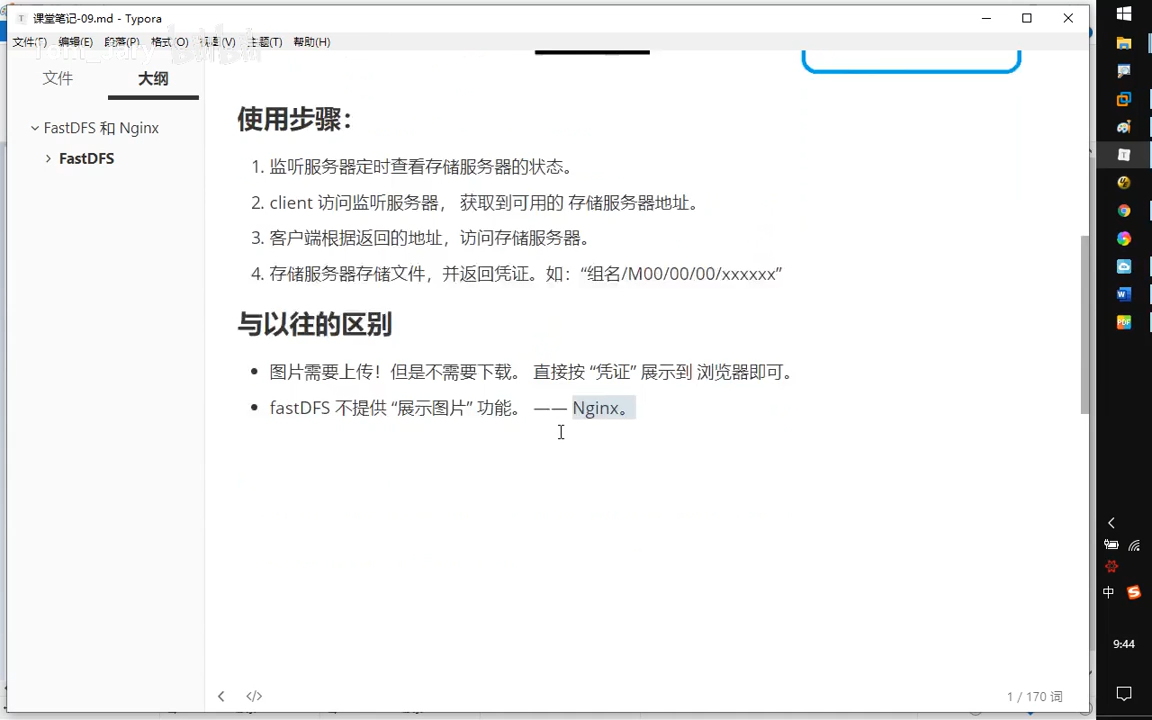 课堂笔记-09.md - Typora
文件(F) 编辑(E) 段落(P) 格式(O) 视图(V) 主题(T) 帮助(H)
文件 大纲
FastDFS 和 Nginx
FastDFS
使用步骤：
1. 监听服务器定时查看存储服务器的状态。
2. client 访问监听服务器， 获取到可用的 存储服务器地址。
3. 客户端根据返回的地址，访问存储服务器。
4. 存储服务器存储文件，并返回凭证。如：“组名/M00/00/00/xxxxxx”
与以往的区别
图片需要上传！但是不需要下载。 直接按 “凭证” 展示到 浏览器即可。
fastDFS 不提供 “展示图片” 功能。 —— Nginx。
1 / 170 词
中
9:44